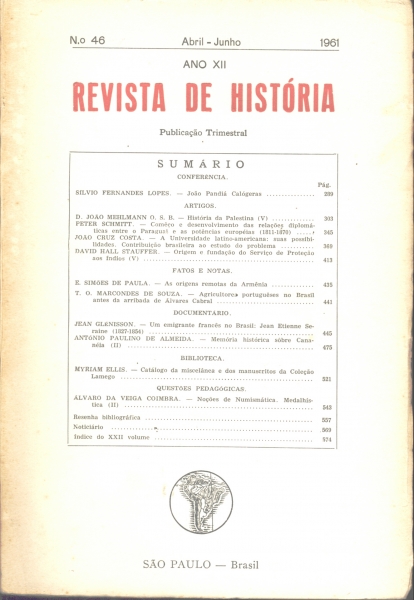 N.o 46 Abril - Junho 1961
ANO XII
REVISTA DE HISTÓRIA
Publicação Trimestral
SUMÁRIO
CONFERENCIA.
Pág.
SILVIO FERNANDES LOPES. — João Pandiá Calógeras
ARTIGOS.
D. JOAO MEHLMANN O. S. B. — História da Palestina (V) 303
PETER SCHMITT. — Comêço e desenvolvimento das relações diplomá-
ticas entre o Paraguai e as potências européias (1811-1870) 345
JOÃO CRUZ COSTA. — A Universidade latino-americana: suas possibi-
lidades. Contribuição brasileira ao estudo do problema 369
DAVID HALL STAUFFER. — Origem e fundação do Serviço de Proteção
aos Índios (V) 413
FATOS E NOTAS.
E. SIMÕES DE PAULA. — As origens remotas da Armênia 435
T. O. MARCONDES DE SOUZA. — Agricultores portuguêses no Brasil
antes da arribada de Álvares Cabral 441
DOCUMENTARIO.
JEAN GLENISSON. — Um emigrante francês no Brasil: Jean Etienne Se-
raine (1827-1854) 445
ANTÔNIO PAULINO DE ALMEIDA. — Memória histórica sôbre Cana-
néia (II) 475
BIBLIOTECA.
MYRIAM ELLIS. — Catálogo da miscelânea e dos manuscritos da Coleção
Lamego 521
QUESTÕES PEDAGÓGICAS.
ALVARO DA VEIGA COIMBRA. — Noções de Numismática. Medalhís-
tica (II) 543
Resenha bibliográfica 557
Noticiário 569
Indice do XXII volume 574
SÃO PAULO — Brasil